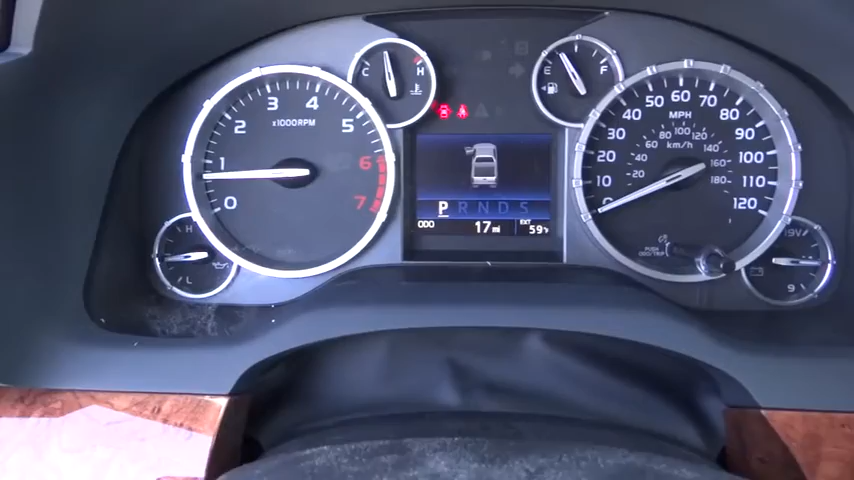 0 1 2 3 4 5 6 7
x1000RPM
C H
E F
0 10 20 30 40 50 60 70 80 90 100 110 120
MPH
20 40 60 80 100 120 140 160 180
km/h
P R N D S
ODO 17 mi EXT 59°F
H
L
PUSH
ODO/TRIP
19V
9